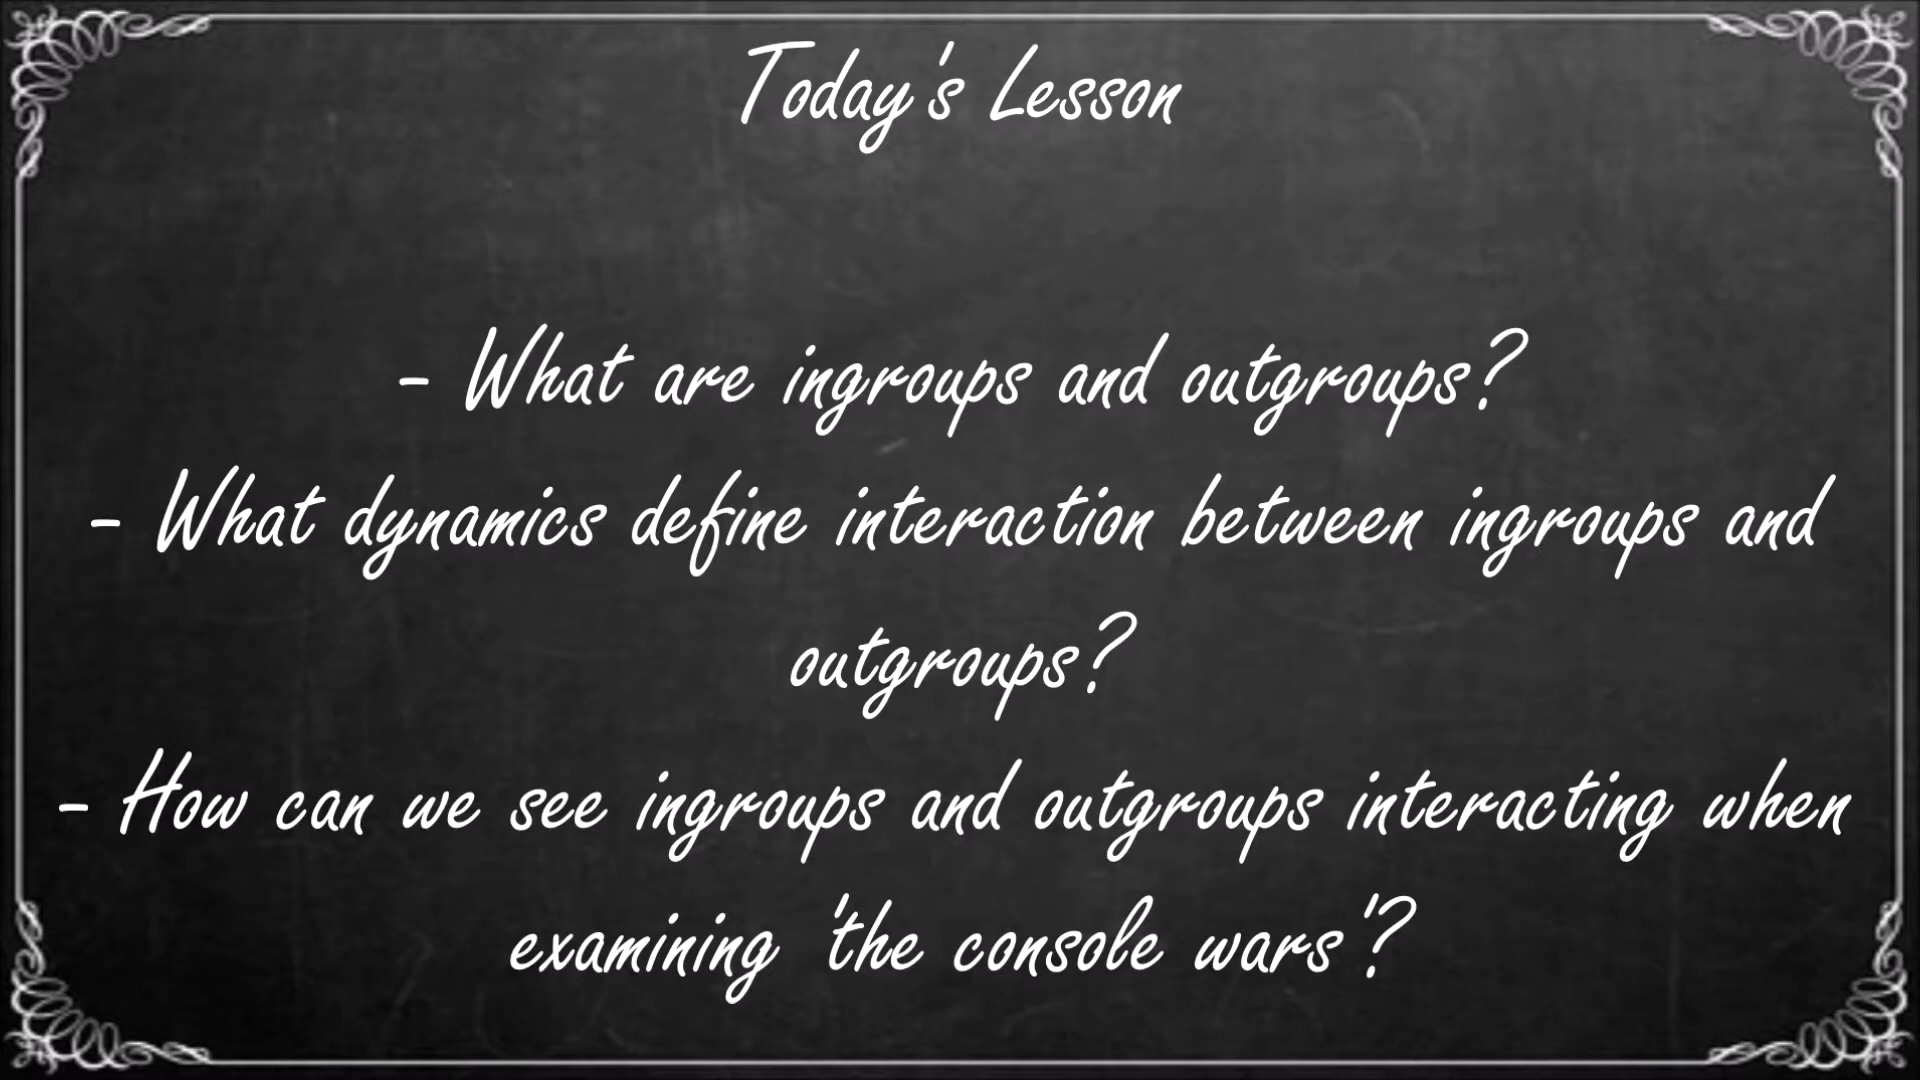 Today's Lesson
- What are ingroups and outgroups?
- What dynamics define interaction between ingroups and
outgroups?
- How can we see ingroups and outgroups interacting when
examining 'the console wars'?